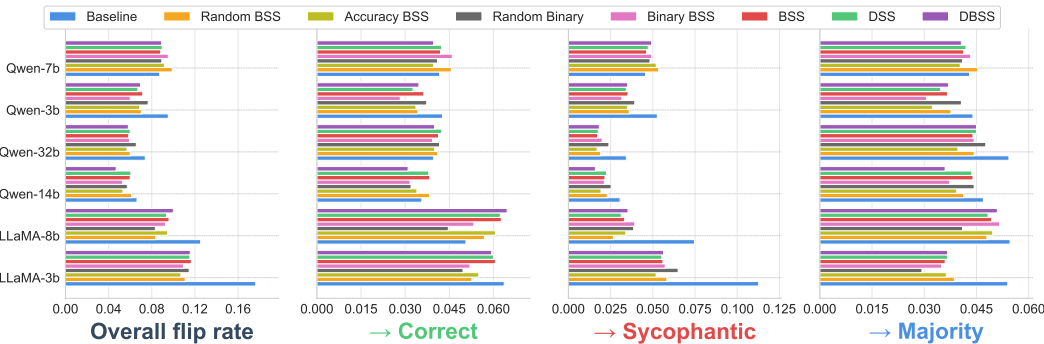 Baseline Random BSS Accuracy BSS Random Binary Binary BSS BSS DSS DBSS
Qwen-7b
Qwen-3b
Qwen-32b
Qwen-14b
LLaMA-8b
LLaMA-3b
0.00 0.04 0.08 0.12 0.16
0.000 0.015 0.030 0.045 0.060
0.000 0.025 0.050 0.075 0.100 0.125
0.000 0.015 0.030 0.045 0.060
Overall flip rate
→ Correct
→ Sycophantic
→ Majority